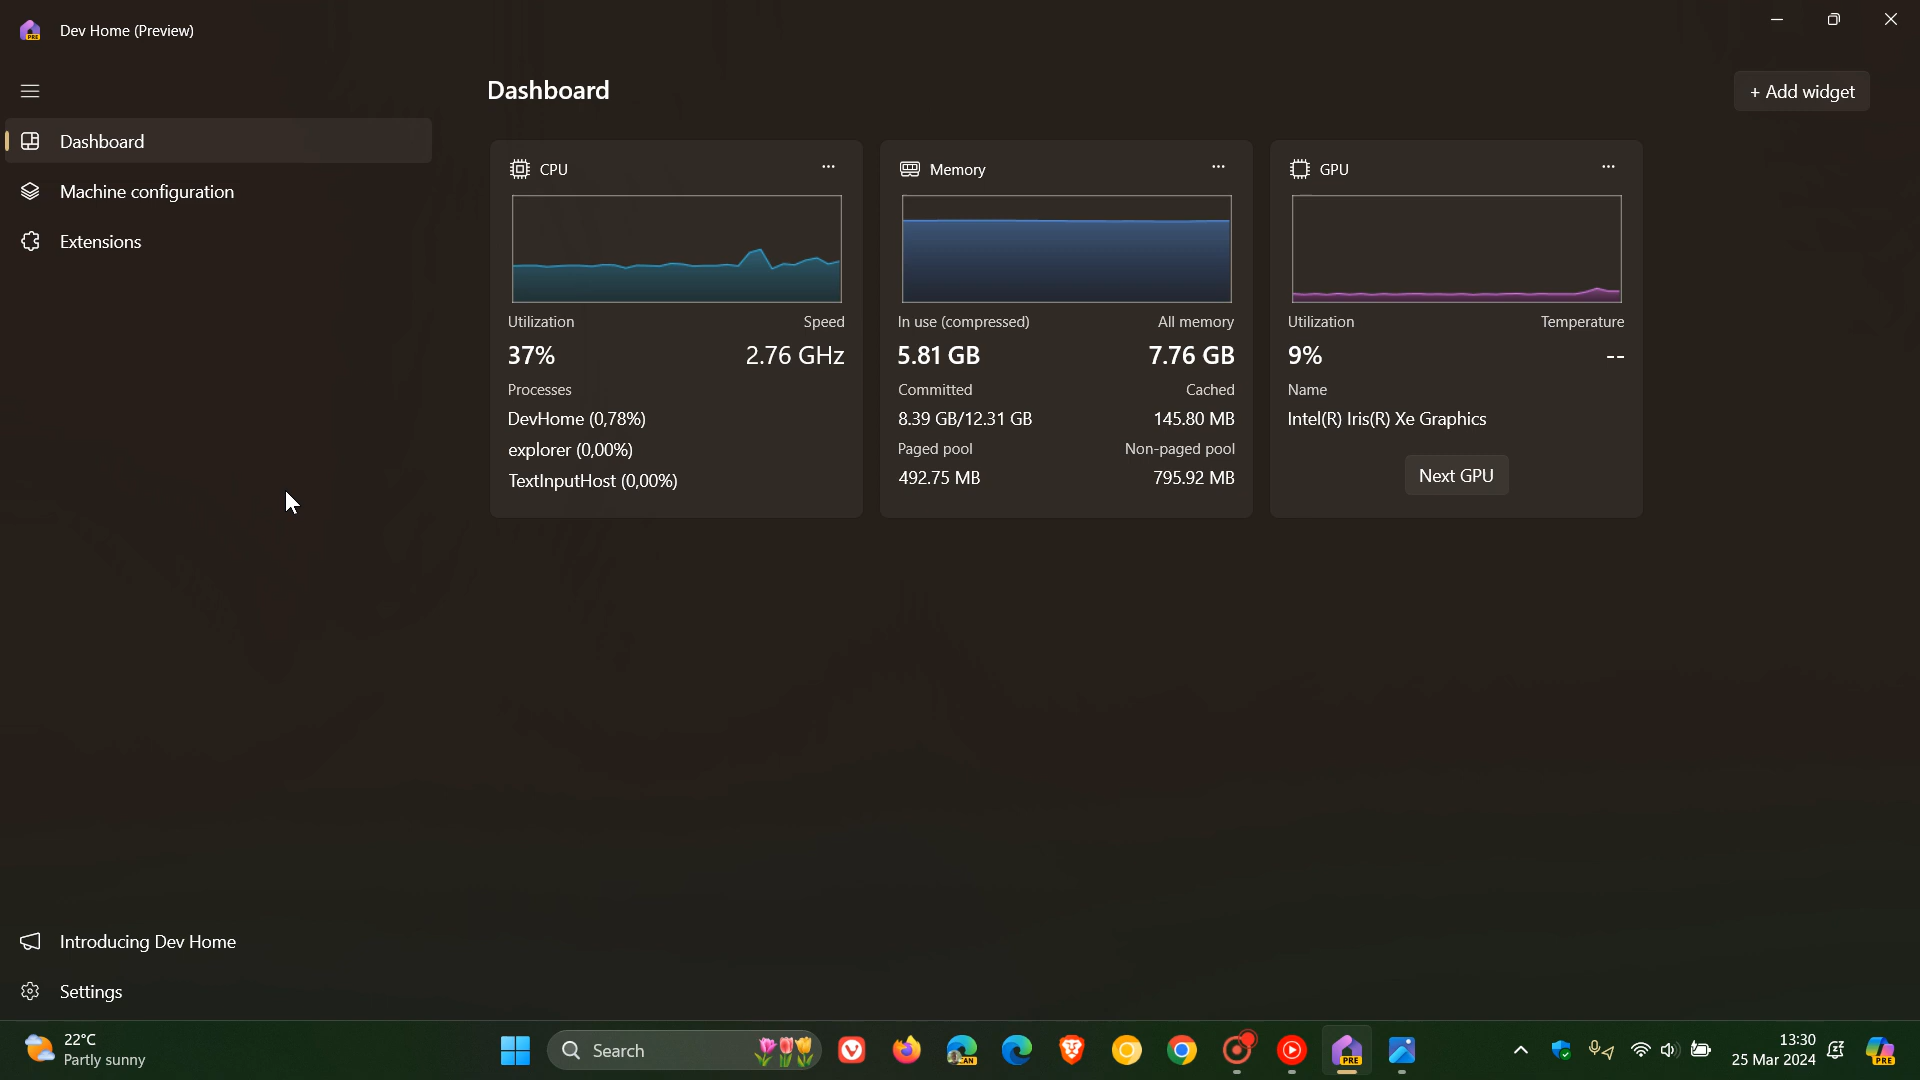 Dev Home (Preview)
Dashboard
Machine configuration
Extensions
Introducing Dev Home
Settings
Dashboard
+ Add widget
CPU
Utilization Speed
37% 2.76 GHz
Processes
DevHome (0,78%)
explorer (0,00%)
TextInputHost (0,00%)
Memory
In use (compressed) All memory
5.81 GB 7.76 GB
Committed Cached
8.39 GB/12.31 GB 145.80 MB
Paged pool Non-paged pool
492.75 MB 795.92 MB
GPU
Utilization Temperature
9% --
Name
Intel(R) Iris(R) Xe Graphics
Next GPU
22°C
Partly sunny
Search
CAN
PRE
13:30
25 Mar 2024
PRE